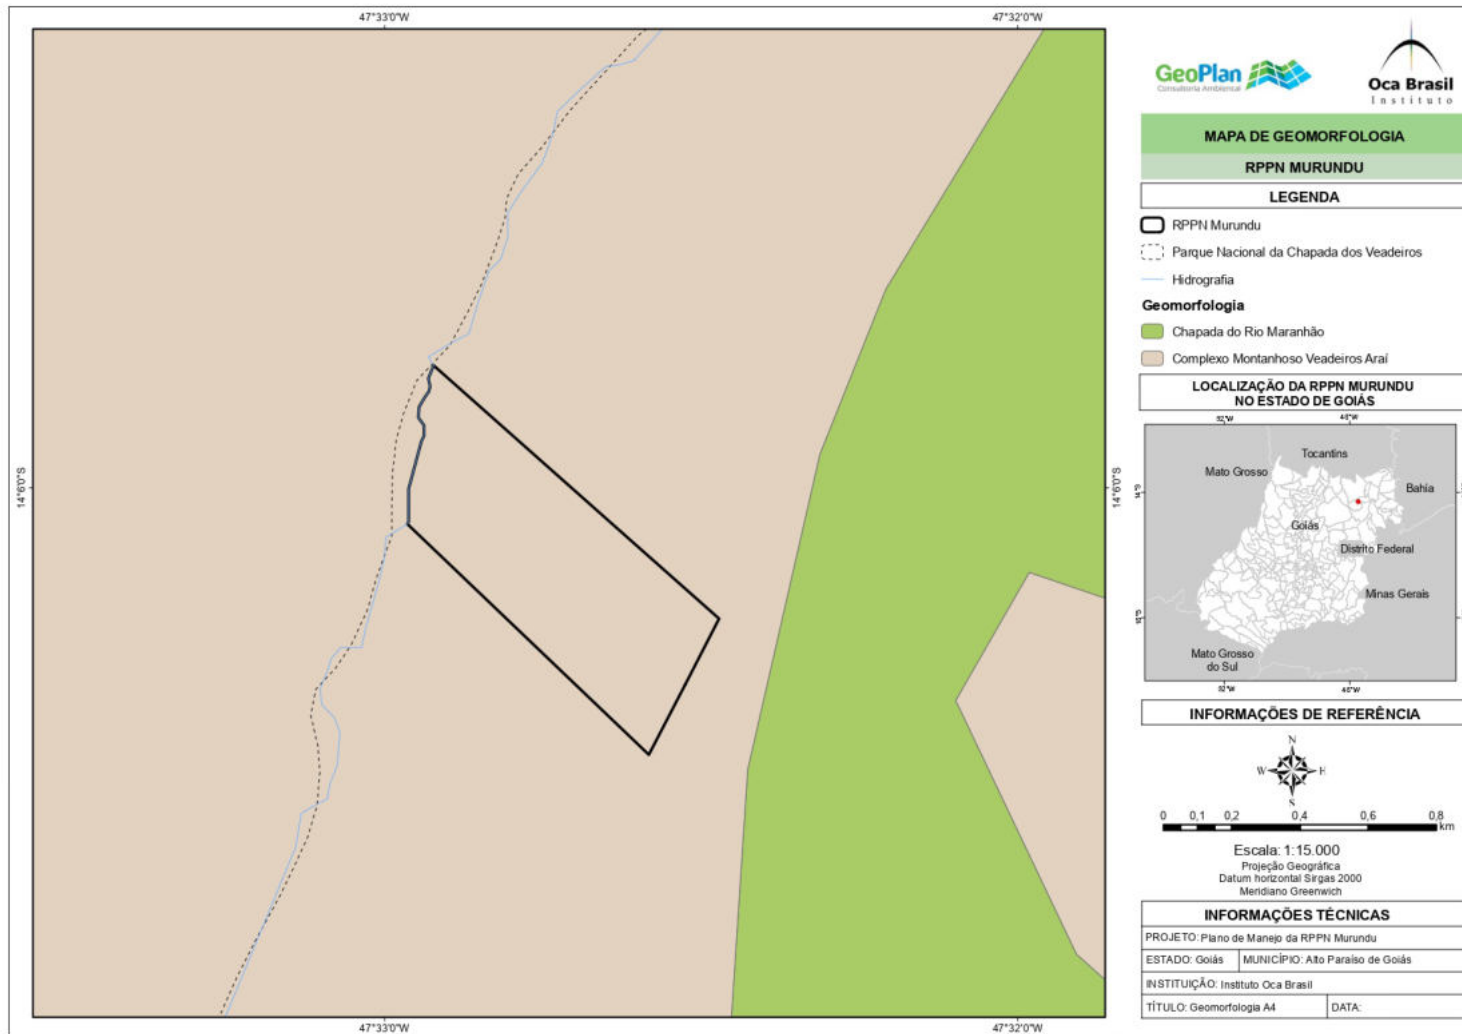 47°33'0"W
47°32'0"W
14°6'0"S
14°6'0"S
47°33'0"W
47°32'0"W
GeoPlan
Consultoria Ambiental
Oca Brasil
Instituto
MAPA DE GEOMORFOLOGIA
RPPN MURUNDU
LEGENDA
RPPN Murundu
Parque Nacional da Chapada dos Veadeiros
Hidrografia
Geomorfologia
Chapada do Rio Maranhão
Complexo Montanhoso Veadeiros Araí
LOCALIZAÇÃO DA RPPN MURUNDU
NO ESTADO DE GOIÁS
52°W
48°W
Tocantins
Mato Grosso
Bahia
Goiás
Distrito Federal
Minas Gerais
Mato Grosso
do Sul
52°W
48°W
INFORMAÇÕES DE REFERÊNCIA
N
W
S
0 0,1 0,2 0,4 0,6 0,8
km
Escala: 1:15.000
Projeção Geográfica
Datum horizontal Sirgas 2000
Meridiano Greenwich
INFORMAÇÕES TÉCNICAS
PROJETO: Plano de Manejo da RPPN Murundu
ESTADO: Goiás MUNICÍPIO: Alto Paraíso de Goiás
INSTITUIÇÃO: Instituto Oca Brasil
TÍTULO: Geomorfologia A4 DATA: